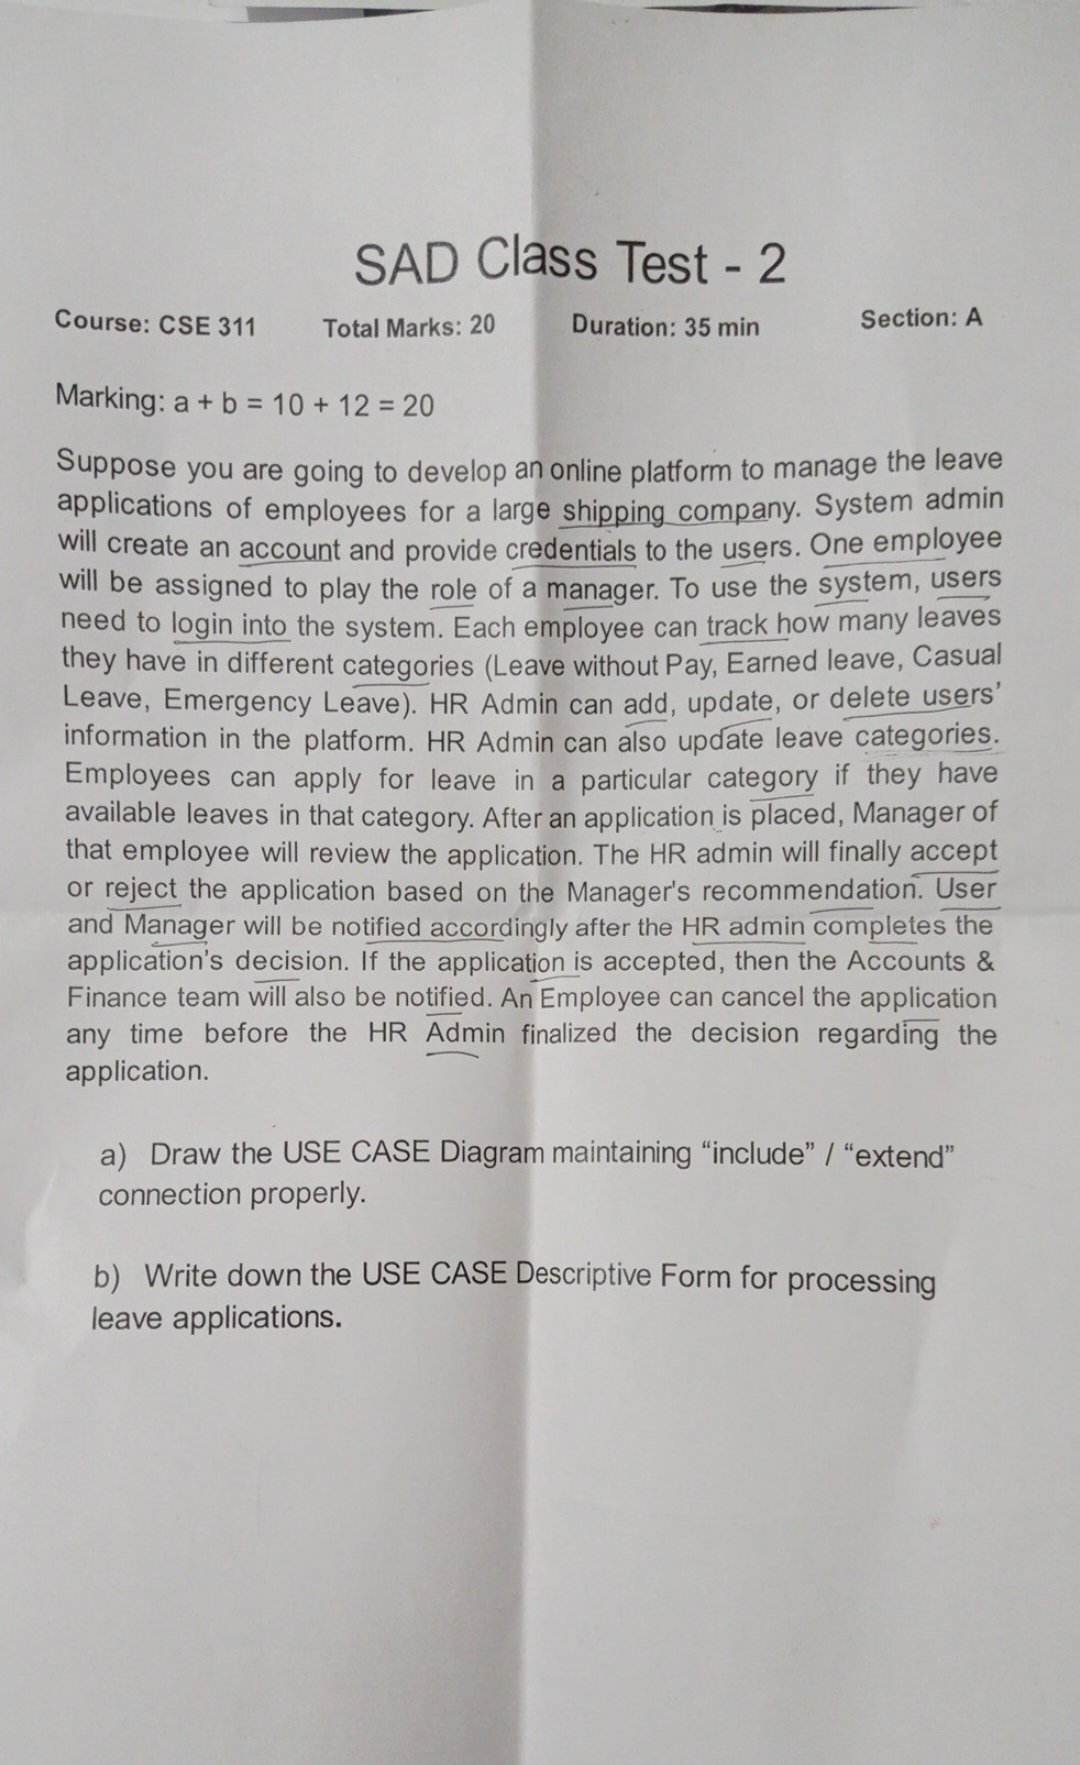 SAD Class Test - 2
Course: CSE 311 Total Marks: 20 Duration: 35 min Section: A
Marking: a + b = 10 + 12 = 20
Suppose you are going to develop an online platform to manage the leave
applications of employees for a large shipping company. System admin
will create an account and provide credentials to the users. One employee
will be assigned to play the role of a manager. To use the system, users
need to login into the system. Each employee can track how many leaves
they have in different categories (Leave without Pay, Earned leave, Casual
Leave, Emergency Leave). HR Admin can add, update, or delete users'
information in the platform. HR Admin can also update leave categories.
Employees can apply for leave in a particular category if they have
available leaves in that category. After an application is placed, Manager of
that employee will review the application. The HR admin will finally accept
or reject the application based on the Manager's recommendation. User
and Manager will be notified accordingly after the HR admin completes the
application's decision. If the application is accepted, then the Accounts &
Finance team will also be notified. An Employee can cancel the application
any time before the HR Admin finalized the decision regarding the
application.
a) Draw the USE CASE Diagram maintaining “include” / “extend”
connection properly.
b) Write down the USE CASE Descriptive Form for processing
leave applications.